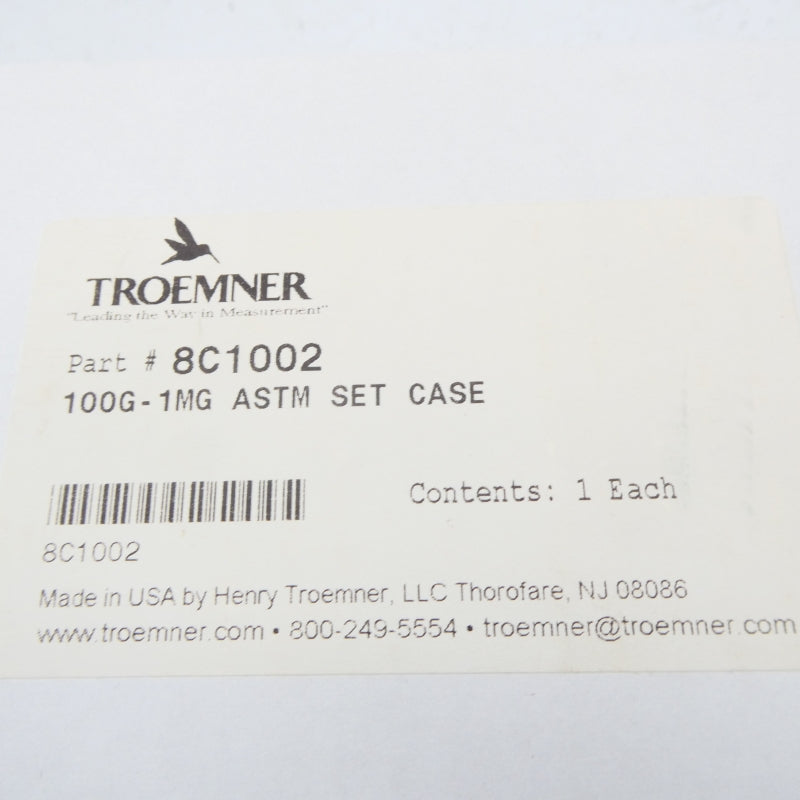 TROEMNER
"Leading the Way in Measurement"
Part # 8C1002
100G-1MG ASTM SET CASE
Contents: 1 Each
8C1002
Made in USA by Henry Troemner, LLC Thorofare, NJ 08086
www.troemner.com • 800-249-5554 • troemner@troemner.com